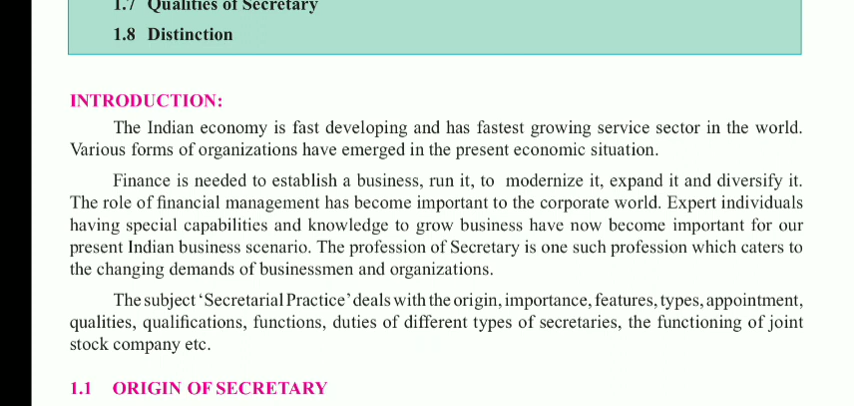 1.7 Qualities of Secretary
1.8 Distinction
INTRODUCTION:
The Indian economy is fast developing and has fastest growing service sector in the world.
Various forms of organizations have emerged in the present economic situation.
Finance is needed to establish a business, run it, to modernize it, expand it and diversify it.
The role of financial management has become important to the corporate world. Expert individuals
having special capabilities and knowledge to grow business have now become important for our
present Indian business scenario. The profession of Secretary is one such profession which caters to
the changing demands of businessmen and organizations.
The subject ‘Secretarial Practice’ deals with the origin, importance, features, types, appointment,
qualities, qualifications, functions, duties of different types of secretaries, the functioning of joint
stock company etc.
1.1 ORIGIN OF SECRETARY